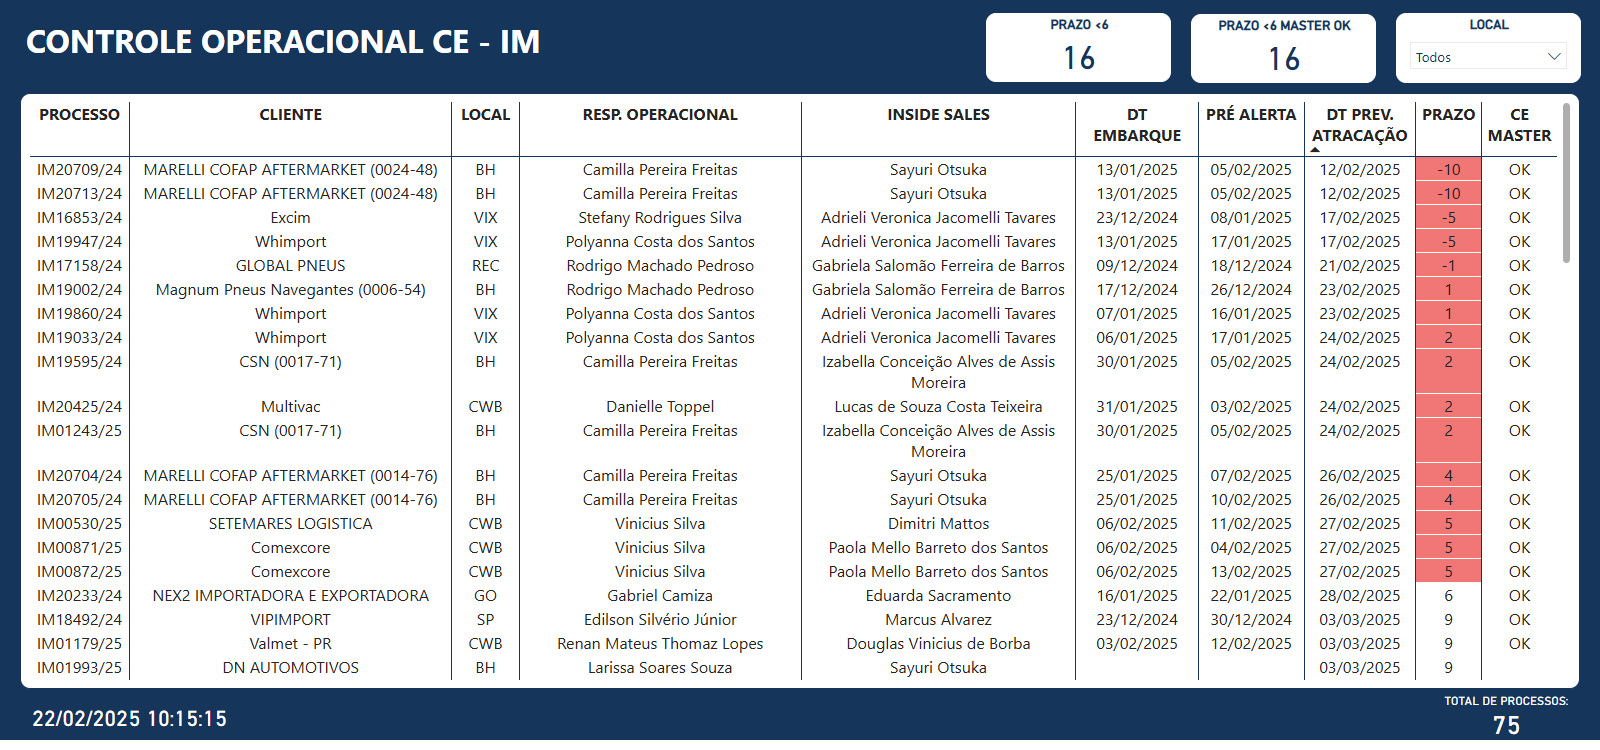 CONTROLE OPERACIONAL CE - IM
PRAZO <6
16
PRAZO <6 MASTER OK
16
LOCAL
Todos
PROCESSO CLIENTE LOCAL RESP. OPERACIONAL INSIDE SALES DT EMBARQUE PRÉ ALERTA DT PREV. ATRACAÇÃO PRAZO CE MASTER
IM20709/24 MARELLI COFAP AFTERMARKET (0024-48) BH Camilla Pereira Freitas Sayuri Otsuka 13/01/2025 05/02/2025 12/02/2025 -10 OK
IM20713/24 MARELLI COFAP AFTERMARKET (0024-48) BH Camilla Pereira Freitas Sayuri Otsuka 13/01/2025 05/02/2025 12/02/2025 -10 OK
IM16853/24 Excim VIX Stefany Rodrigues Silva Adrieli Veronica Jacomelli Tavares 23/12/2024 08/01/2025 17/02/2025 -5 OK
IM19947/24 Whimport VIX Polyanna Costa dos Santos Adrieli Veronica Jacomelli Tavares 13/01/2025 17/01/2025 17/02/2025 -5 OK
IM17158/24 GLOBAL PNEUS REC Rodrigo Machado Pedroso Gabriela Salomão Ferreira de Barros 09/12/2024 18/12/2024 21/02/2025 -1 OK
IM19002/24 Magnum Pneus Navegantes (0006-54) BH Rodrigo Machado Pedroso Gabriela Salomão Ferreira de Barros 17/12/2024 26/12/2024 23/02/2025 1 OK
IM19860/24 Whimport VIX Polyanna Costa dos Santos Adrieli Veronica Jacomelli Tavares 07/01/2025 16/01/2025 23/02/2025 1 OK
IM19033/24 Whimport VIX Polyanna Costa dos Santos Adrieli Veronica Jacomelli Tavares 06/01/2025 17/01/2025 24/02/2025 2 OK
IM19595/24 CSN (0017-71) BH Camilla Pereira Freitas Izabella Conceição Alves de Assis Moreira 30/01/2025 05/02/2025 24/02/2025 2 OK
IM20425/24 Multivac CWB Danielle Toppel Lucas de Souza Costa Teixeira 31/01/2025 03/02/2025 24/02/2025 2 OK
IM01243/25 CSN (0017-71) BH Camilla Pereira Freitas Izabella Conceição Alves de Assis Moreira 30/01/2025 05/02/2025 24/02/2025 2 OK
IM20704/24 MARELLI COFAP AFTERMARKET (0014-76) BH Camilla Pereira Freitas Sayuri Otsuka 25/01/2025 07/02/2025 26/02/2025 4 OK
IM20705/24 MARELLI COFAP AFTERMARKET (0014-76) BH Camilla Pereira Freitas Sayuri Otsuka 25/01/2025 10/02/2025 26/02/2025 4 OK
IM00530/25 SETEMARES LOGISTICA CWB Vinicius Silva Dimitri Mattos 06/02/2025 11/02/2025 27/02/2025 5 OK
IM00871/25 Comexcore CWB Vinicius Silva Paola Mello Barreto dos Santos 06/02/2025 04/02/2025 27/02/2025 5 OK
IM00872/25 Comexcore CWB Vinicius Silva Paola Mello Barreto dos Santos 06/02/2025 13/02/2025 27/02/2025 5 OK
IM20233/24 NEX2 IMPORTADORA E EXPORTADORA GO Gabriel Camiza Eduarda Sacramento 16/01/2025 22/01/2025 28/02/2025 6 OK
IM18492/24 VIPIMPORT SP Edilson Silvério Júnior Marcus Alvarez 23/12/2024 30/12/2024 03/03/2025 9 OK
IM01179/25 Valmet - PR CWB Renan Mateus Thomaz Lopes Douglas Vinicius de Borba 03/02/2025 12/02/2025 03/03/2025 9 OK
IM01993/25 DN AUTOMOTIVOS BH Larissa Soares Souza Sayuri Otsuka 03/03/2025 9
22/02/2025 10:15:15
TOTAL DE PROCESSOS:
75